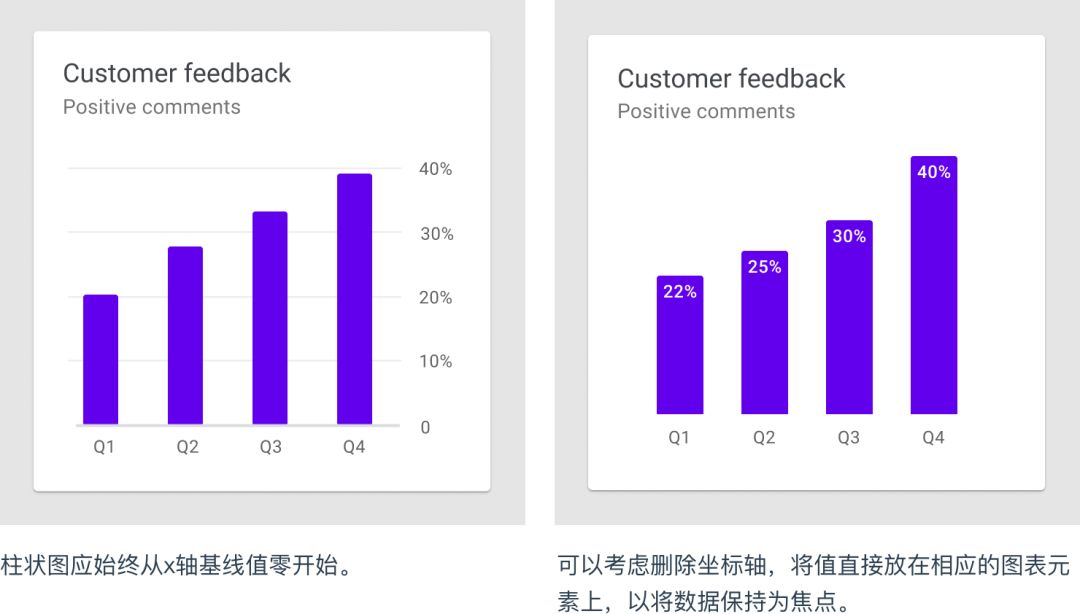 Customer feedback
Positive comments
40%
30%
20%
10%
0
Q1 Q2 Q3 Q4
柱状图应始终从x轴基线值零开始。
Customer feedback
Positive comments
40%
30%
25%
22%
Q1 Q2 Q3 Q4
可以考虑删除坐标轴，将值直接放在相应的图表元
素上，以将数据保持为焦点。